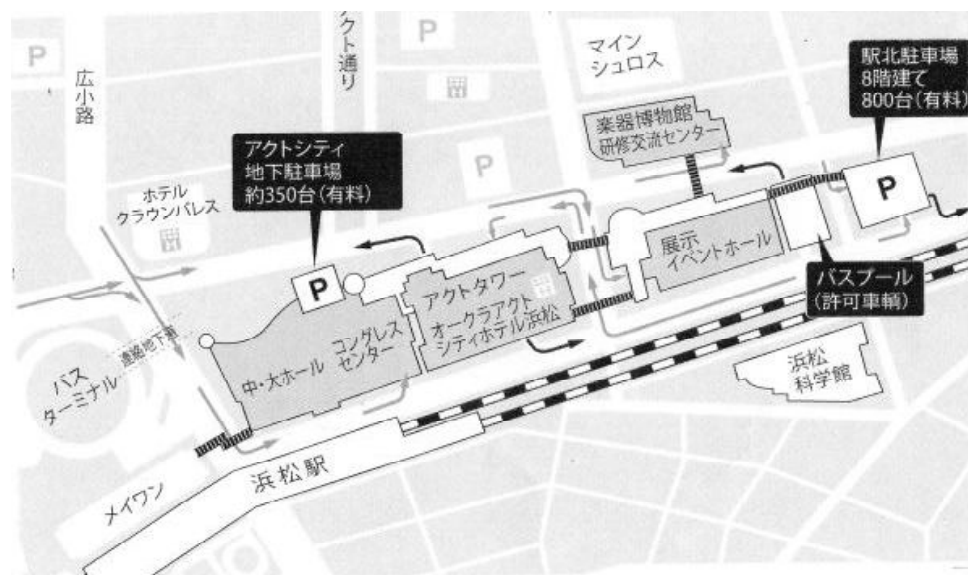 アクト通り
P
P
広小路
マイン
シュロス
駅北駐車場
8階建て
800台(有料)
楽器博物館
研修交流センター
アクトシティ
地下駐車場
約350台(有料)
P
P
ホテル
クラウンパレス
展示
イベントホール
P
アクトタワー
オークラアクト
シティホテル浜松
バスプール
(許可車輌)
コングレス
センター
中・大ホール
連絡地下道
バス
ターミナル
浜松
科学館
浜松駅
メイワン